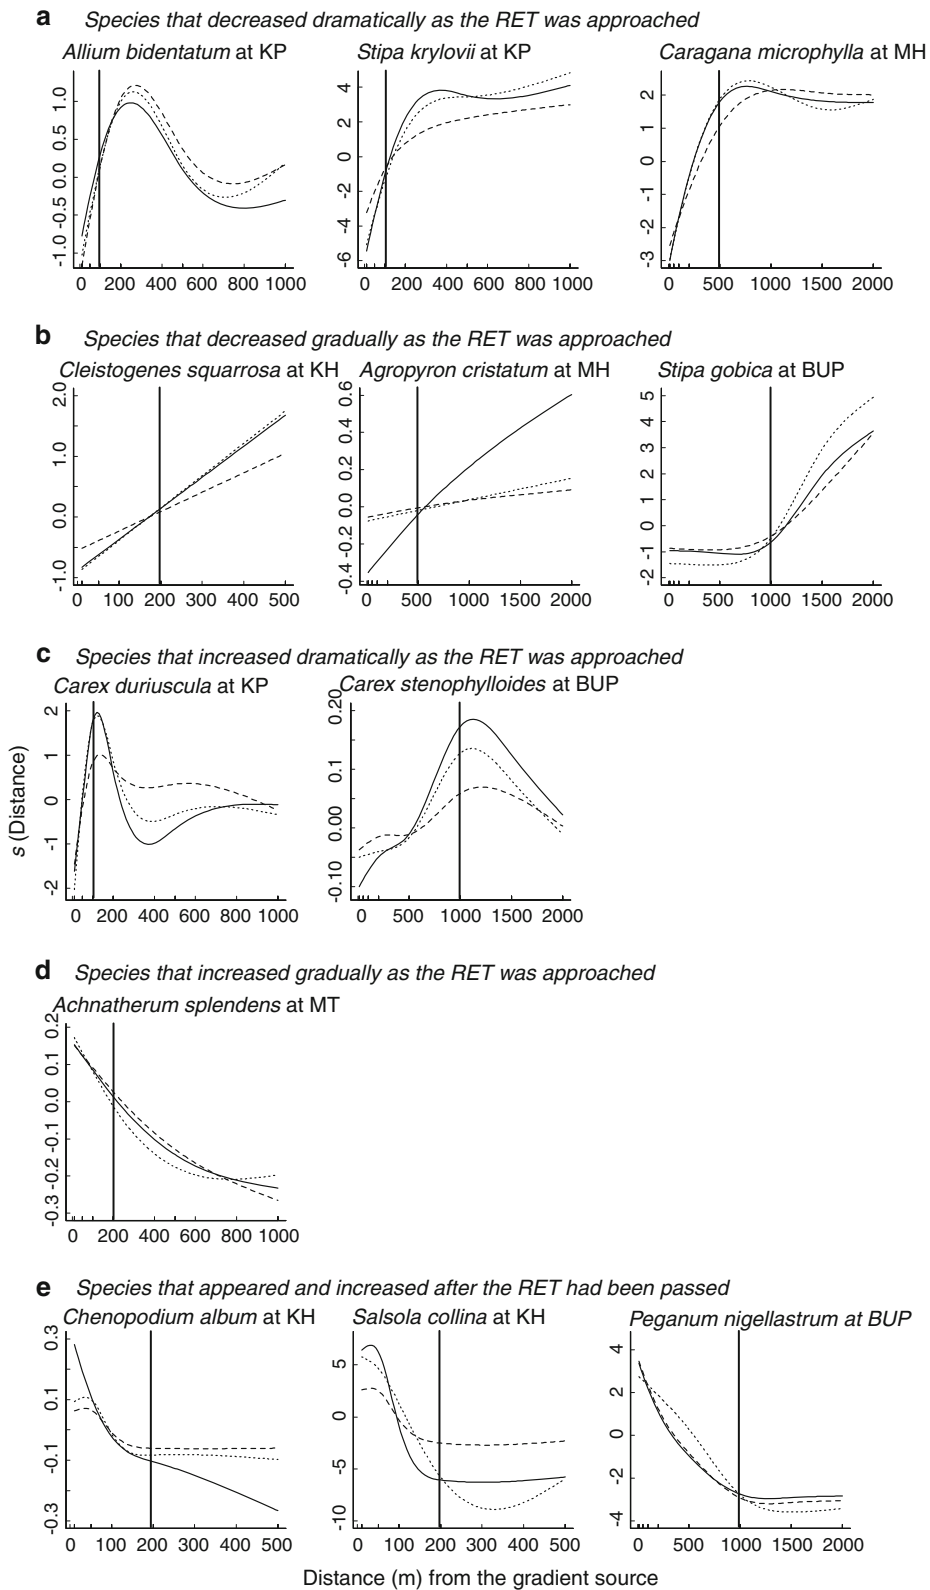 a Species that decreased dramatically as the RET was approached
Allium bidentatum at KP Stipa krylovii at KP Caragana microphylla at MH
-1.0 -0.5 0.0 0.5 1.0
0 200 400 600 800 1000
-6 -4 -2 0 2 4
0 200 400 600 800 1000
-3 -2 -1 0 1 2
0 500 1000 1500 2000
b Species that decreased gradually as the RET was approached
Cleistogenes squarrosa at KH Agropyron cristatum at MH Stipa gobica at BUP
-1.0 0.0 1.0 2.0
0 100 200 300 400 500
-0.4 -0.2 0.0 0.2 0.4 0.6
0 500 1000 1500 2000
-2 -1 0 1 2 3 4 5
0 500 1000 1500 2000
c Species that increased dramatically as the RET was approached
Carex duriuscula at KP Carex stenophylloides at BUP
s (Distance)
-2 -1 0 1 2
0 200 400 600 800 1000
-0.10 0.00 0.1 0.20
0 500 1000 1500 2000
d Species that increased gradually as the RET was approached
Achnatherum splendens at MT
-0.3 -0.2 -0.1 0.0 0.1 0.2
0 200 400 600 800 1000
e Species that appeared and increased after the RET had been passed
Chenopodium album at KH Salsola collina at KH Peganum nigellastrum at BUP
-0.3 -0.1 0.1 0.3
0 100 200 300 400 500
-10 -5 0 5
0 100 200 300 400 500
-4 -2 0 2 4
0 500 1000 1500 2000
Distance (m) from the gradient source